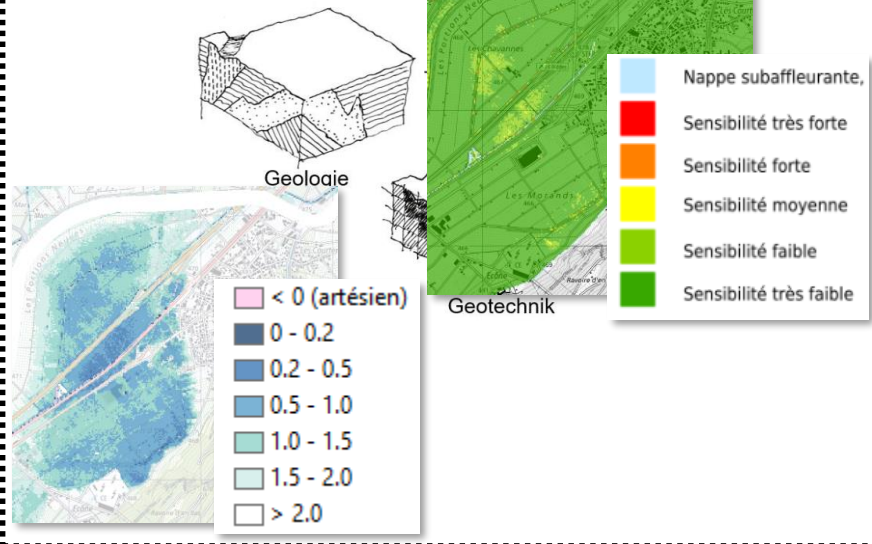 Geologie
Les Chavannes
Les Morands
Geotechnik
Nappe subaffleurante,
Sensibilité très forte
Sensibilité forte
Sensibilité moyenne
Sensibilité faible
Sensibilité très faible
< 0 (artésien)
0 - 0.2
0.2 - 0.5
0.5 - 1.0
1.0 - 1.5
1.5 - 2.0
> 2.0